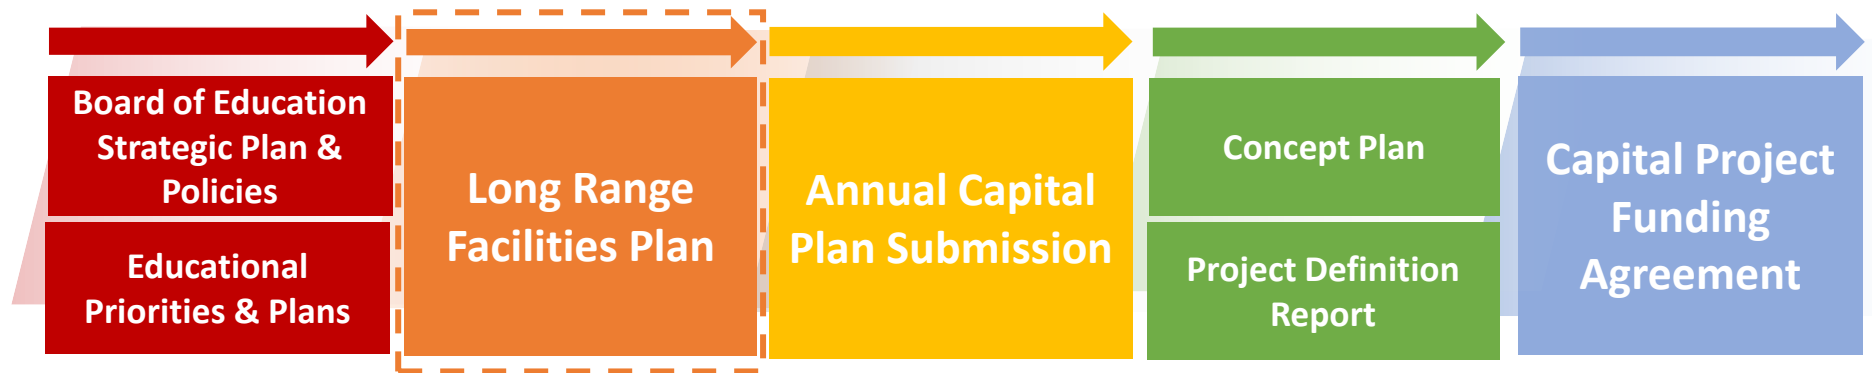 Board of Education
Strategic Plan &
Policies
Educational
Priorities & Plans
Long Range
Facilities Plan
Annual Capital
Plan Submission
Concept Plan
Project Definition
Report
Capital Project
Funding
Agreement